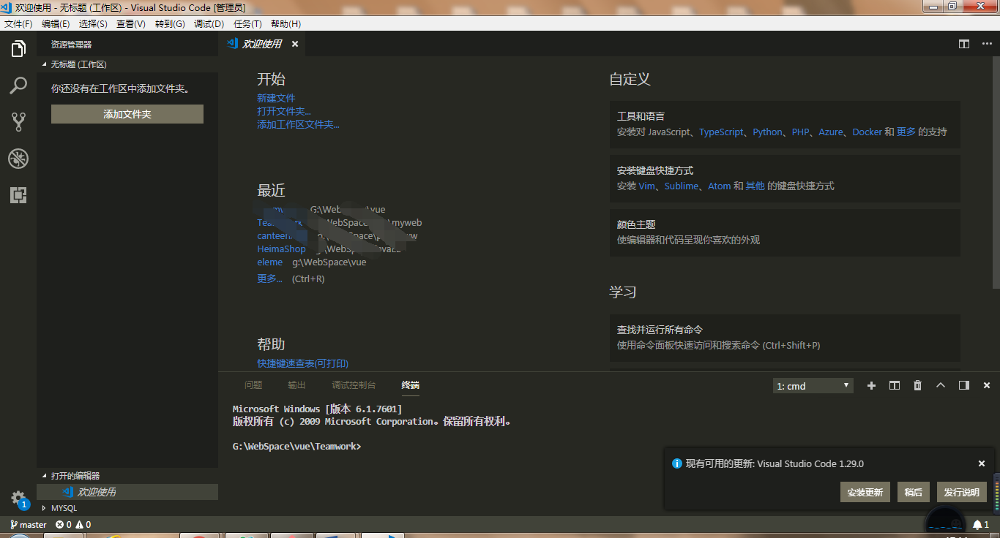 欢迎使用 - 无标题 (工作区) - Visual Studio Code [管理员]
文件(F) 编辑(E) 选择(S) 查看(V) 转到(G) 调试(D) 任务(T) 帮助(H)
资源管理器
无标题 (工作区)
你还没有在工作区中添加文件夹。
添加文件夹
打开的编辑器
欢迎使用
MYSQL
欢迎使用
开始
新建文件
打开文件夹...
添加工作区文件夹...
最近
G:\Web vue
WebSpace \myweb
canteen
HeimaShop
eleme g:\WebSpace\vue
更多... (Ctrl+R)
帮助
快捷键速查表(可打印)
自定义
工具和语言
安装对 JavaScript、TypeScript、Python、PHP、Azure、Docker 和 更多 的支持
安装键盘快捷方式
安装 Vim、Sublime、Atom 和 其他 的键盘快捷方式
颜色主题
使编辑器和代码呈现你喜欢的外观
学习
查找并运行所有命令
使用命令面板快速访问和搜索命令 (Ctrl+Shift+P)
问题 输出 调试控制台 终端
1: cmd
Microsoft Windows [版本 6.1.7601]
版权所有 (c) 2009 Microsoft Corporation。保留所有权利。
G:\WebSpace\vue\Teamwork>
现有可用的更新: Visual Studio Code 1.29.0
安装更新 稍后 发行说明
1
master 0 0
1